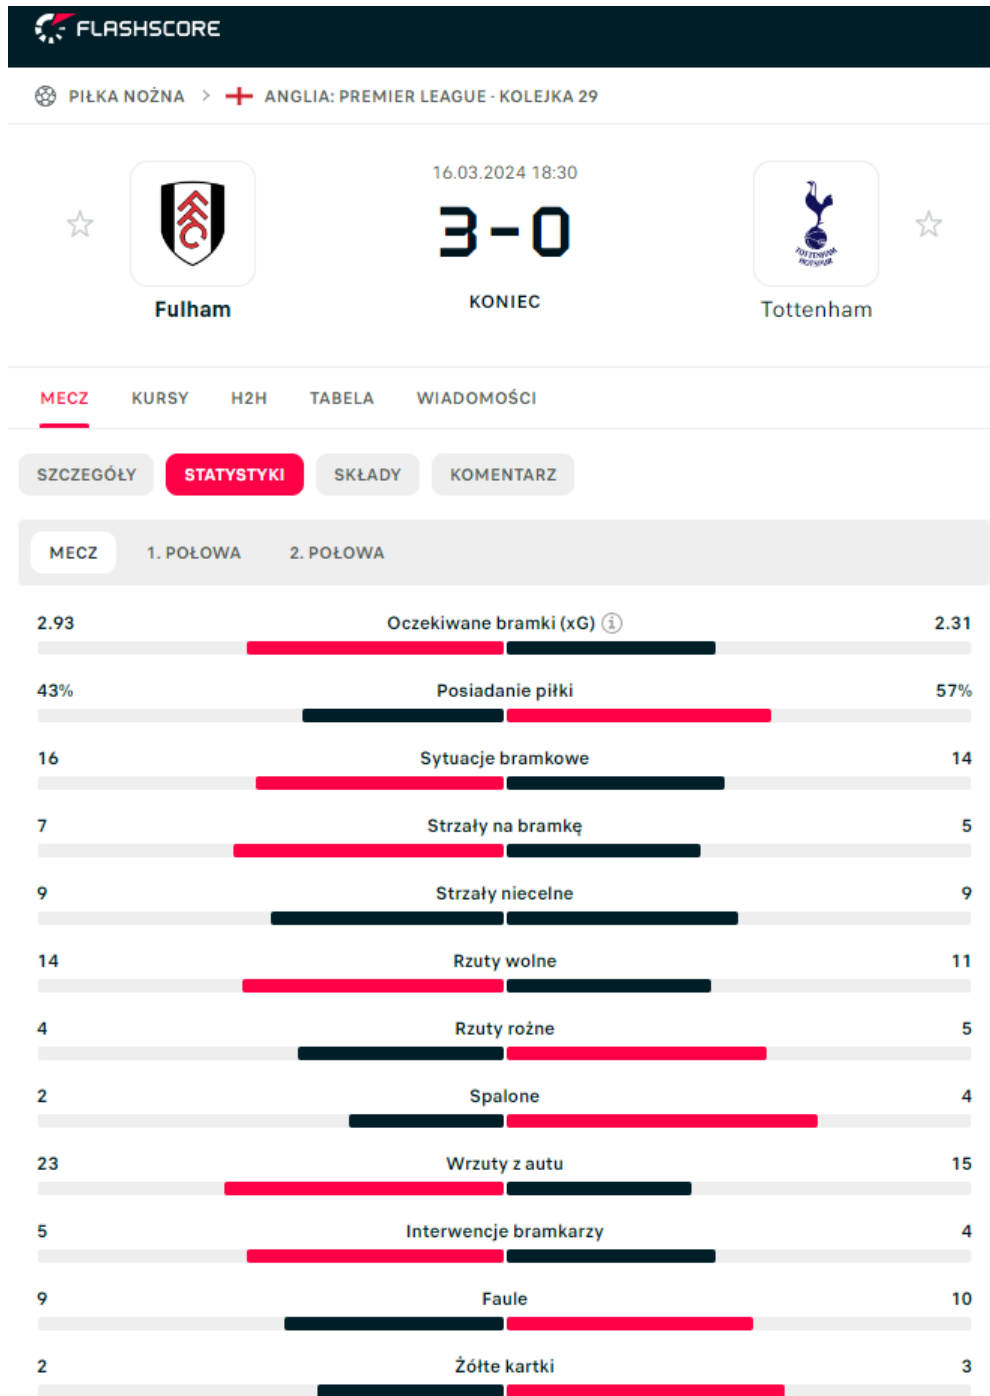 FLASHSCORE
PIŁKA NOŻNA > ANGLIA: PREMIER LEAGUE - KOLEJKA 29
16.03.2024 18:30
FFC
3-0
TOTTENHAM
HOTSPUR
KONIEC
Fulham
Tottenham
MECZ KURSY H2H TABELA WIADOMOŚCI
SZCZEGÓŁY STATYSTYKI SKŁADY KOMENTARZ
MECZ 1. POŁOWA 2. POŁOWA
2.93 Oczekiwane bramki (xG) i 2.31
43% Posiadanie piłki 57%
16 Sytuacje bramkowe 14
7 Strzały na bramkę 5
9 Strzały niecelne 9
14 Rzuty wolne 11
4 Rzuty rożne 5
2 Spalone 4
23 Wrzuty z autu 15
5 Interwencje bramkarzy 4
9 Faule 10
2 Żółte kartki 3